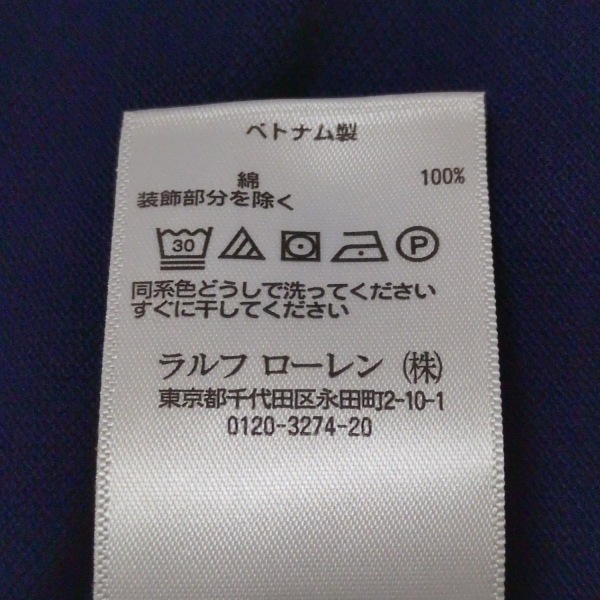 ベトナム製
綿 100%
装飾部分を除く
30 P
同系色どうしで洗ってください
すぐに干してください
ラルフ ローレン (株)
東京都千代田区永田町2-10-1
0120-3274-20